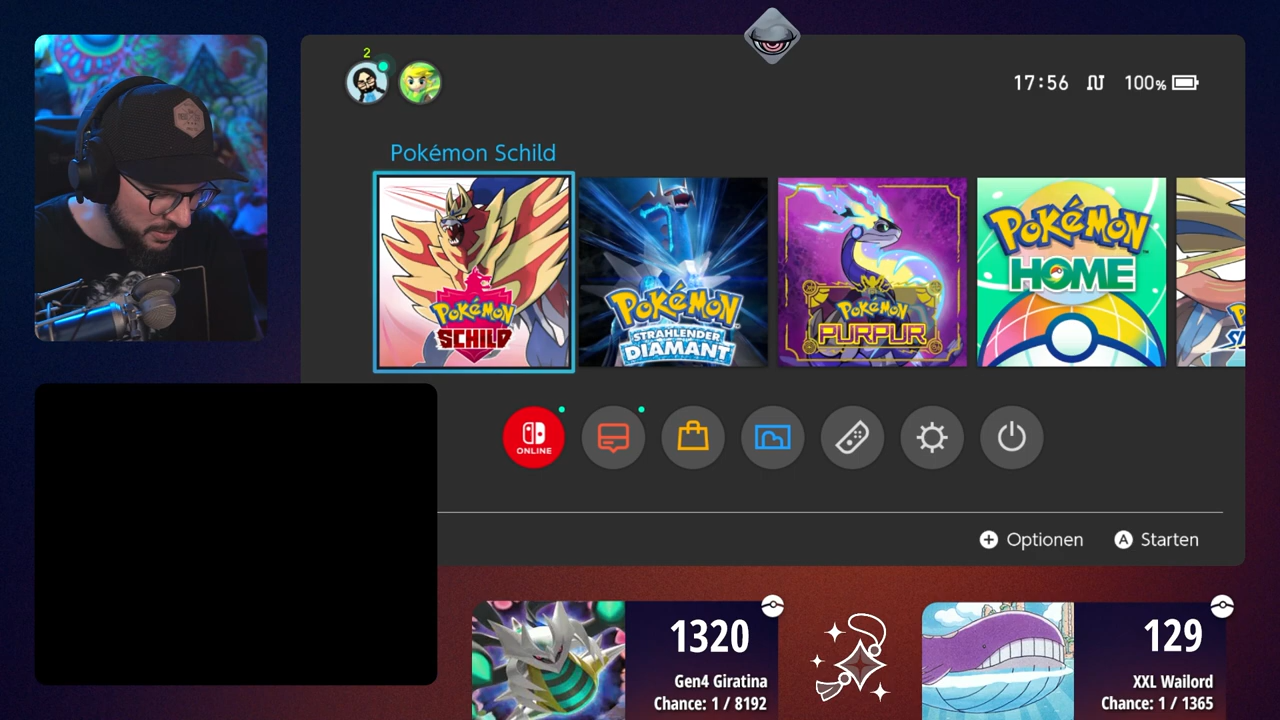 2
17:56
100%
Pokémon Schild
POKÉMON
SCHILD
POKÉMON
STRAHLENDER
DIAMANT
POKÉMON
PURPUR
POKÉMON
HOME
ONLINE
Optionen
A Starten
1320
Gen4 Giratina
Chance: 1 / 8192
129
XXL Wailord
Chance: 1 / 1365